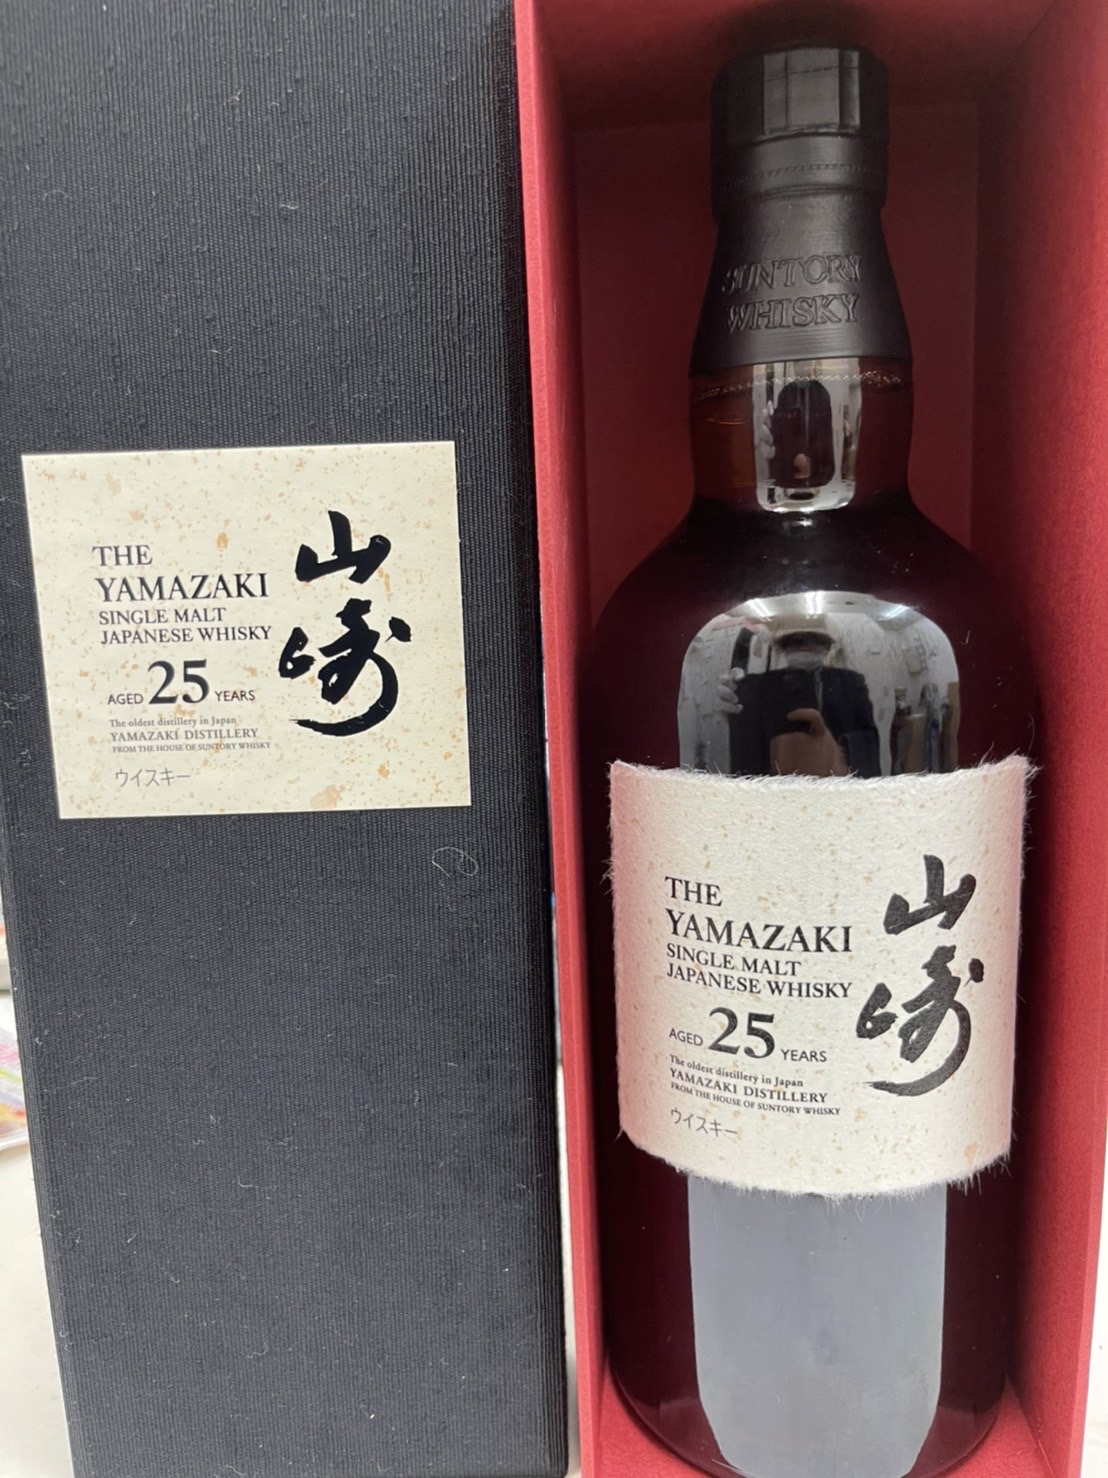 THE
YAMAZAKI
SINGLE MALT
JAPANESE WHISKY
AGED 25 YEARS
The oldest distillery in Japan
YAMAZAKI DISTILLERY
FROM THE HOUSE OF SUNTORY WHISKY
ウイスキー
山崎
SUNTORY
WHISKY
THE
YAMAZAKI
SINGLE MALT
JAPANESE WHISKY
AGED 25 YEARS
The oldest distillery in Japan
YAMAZAKI DISTILLERY
FROM THE HOUSE OF SUNTORY WHISKY
ウイスキー
山崎